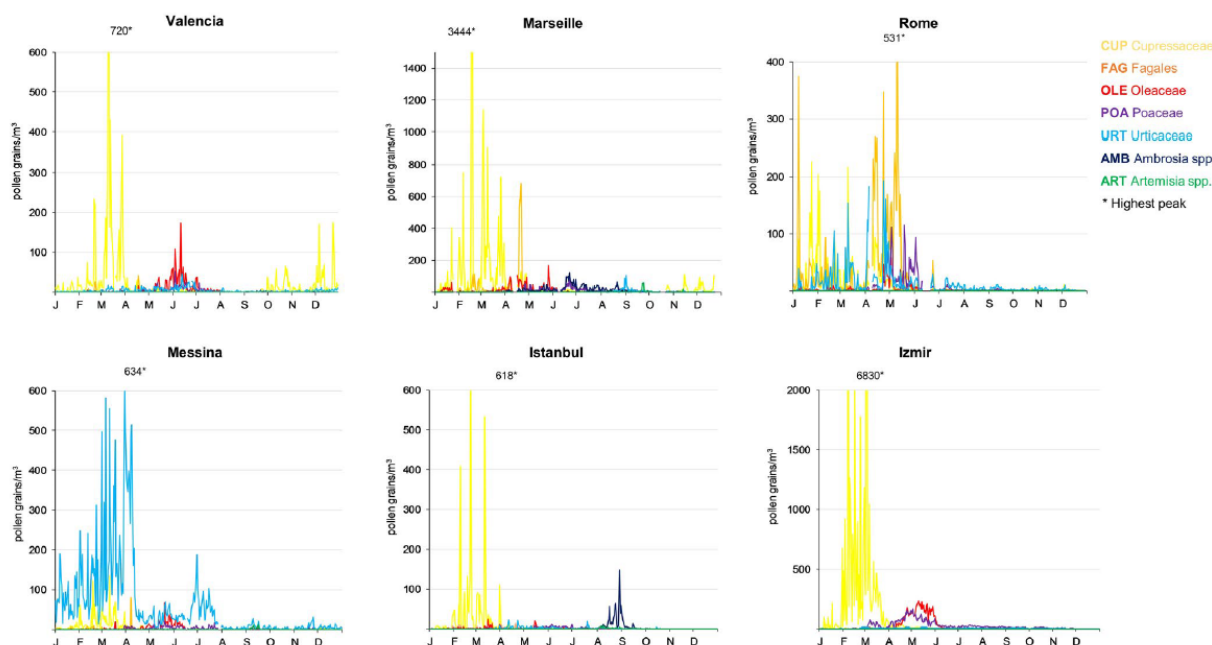 Valencia
720*
600
500
400
300
200
100
pollen grains/m³
J F M A M J J A S O N D
Marseille
3444*
1400
1200
1000
800
600
400
200
pollen grains/m³
J F M A M J J A S O N D
Rome
531*
400
300
200
100
pollen grains/m³
J F M A M J J A S O N D
CUP Cupressaceae
FAG Fagales
OLE Oleaceae
POA Poaceae
URT Urticaceae
AMB Ambrosia spp.
ART Artemisia spp.
* Highest peak
Messina
634*
600
500
400
300
200
100
pollen grains/m³
J F M A M J J A S O N D
Istanbul
618*
600
500
400
300
200
100
pollen grains/m³
J F M A M J J A S O N D
Izmir
6830*
2000
1500
1000
500
pollen grains/m³
J F M A M J J A S O N D